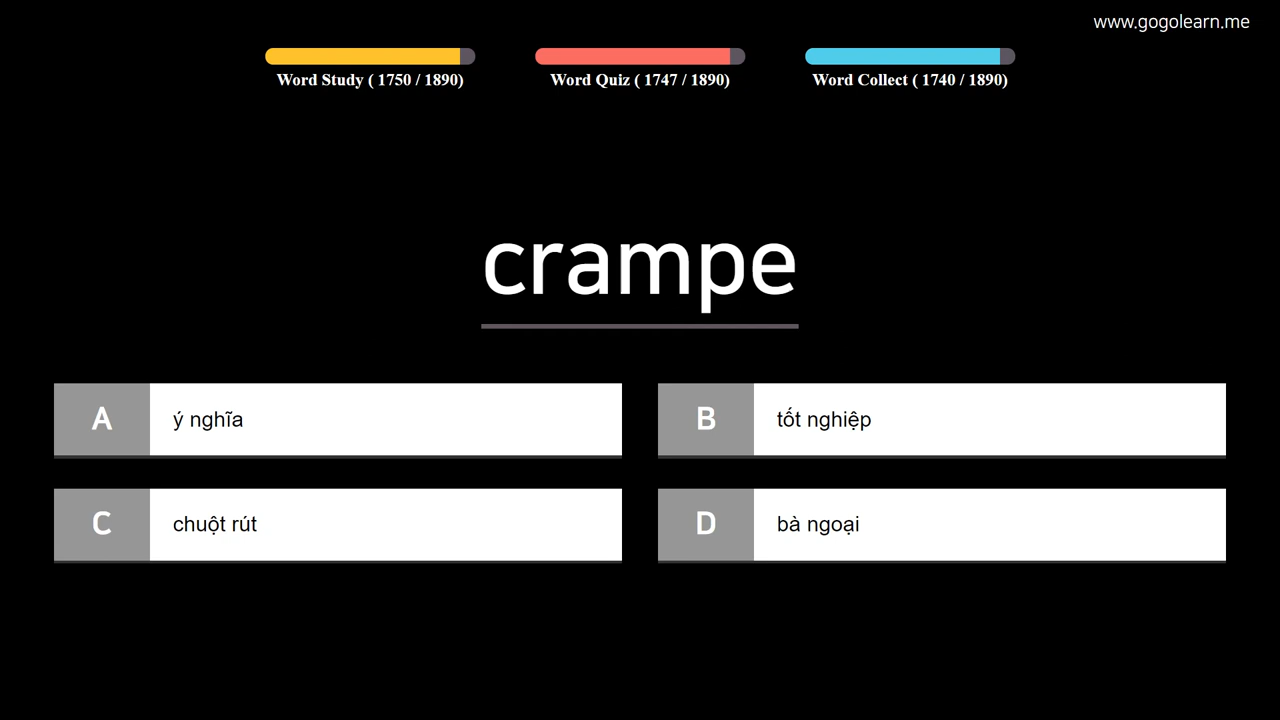 www.gogolearn.me
Word Study ( 1750 / 1890)
Word Quiz ( 1747 / 1890)
Word Collect ( 1740 / 1890)
crampe
A ý nghĩa
B tốt nghiệp
C chuột rút
D bà ngoại